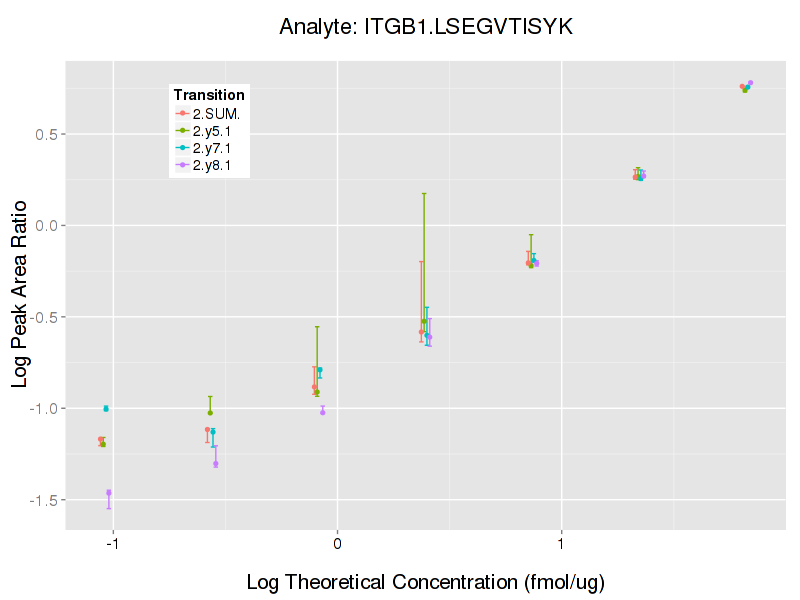 Analyte: ITGB1.LSEGVTISYK
Transition
2.SUM.
2.y5.1
2.y7.1
2.y8.1
Log Peak Area Ratio
0.5
0.0
-0.5
-1.0
-1.5
-1
0
1
Log Theoretical Concentration (fmol/ug)